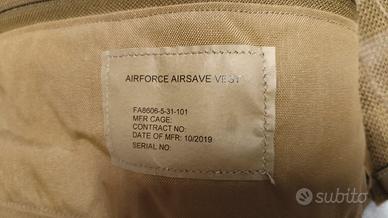 AIRFORCE AIRSAVE VEST
FA8606-5-31-101
MFR CAGE:
CONTRACT NO:
DATE OF MFR: 10/2019
SERIAL NO:
subito